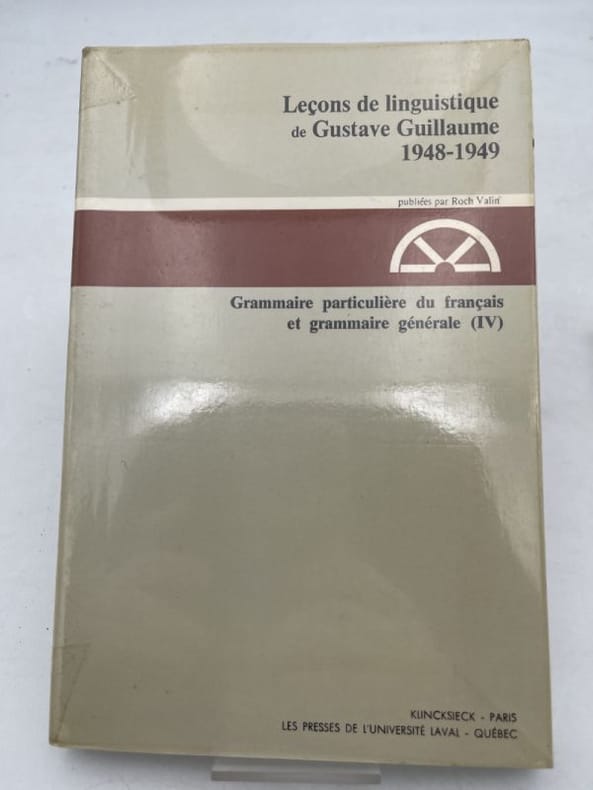 Leçons de linguistique
de Gustave Guillaume
1948-1949
publiées par Roch Valin
Grammaire particulière du français
et grammaire générale (IV)
KLINCKSIECK - PARIS
LES PRESSES DE L'UNIVERSITÉ LAVAL - QUÉBEC